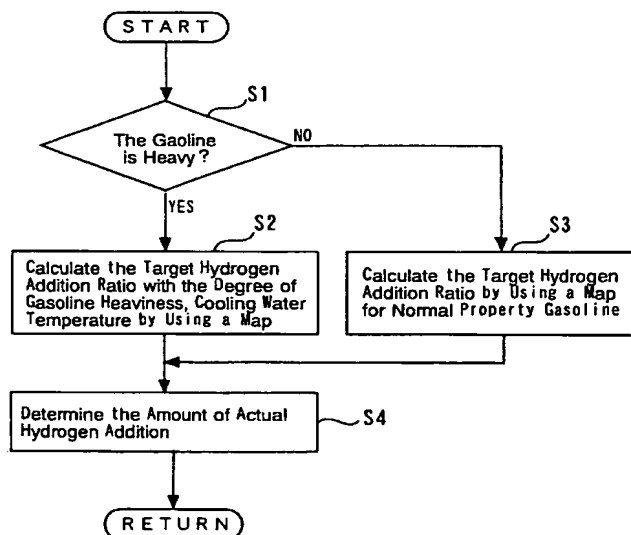 START
S1
The Gaoline
is Heavy?
NO
YES
S2
Calculate the Target Hydrogen
Addition Ratio with the Degree of
Gasoline Heaviness, Cooling Water
Temperature by Using a Map
S3
Calculate the Target Hydrogen
Addition Ratio by Using a Map
for Normal Property Gasoline
Determine the Amount of Actual
Hydrogen Addition
S4
RETURN